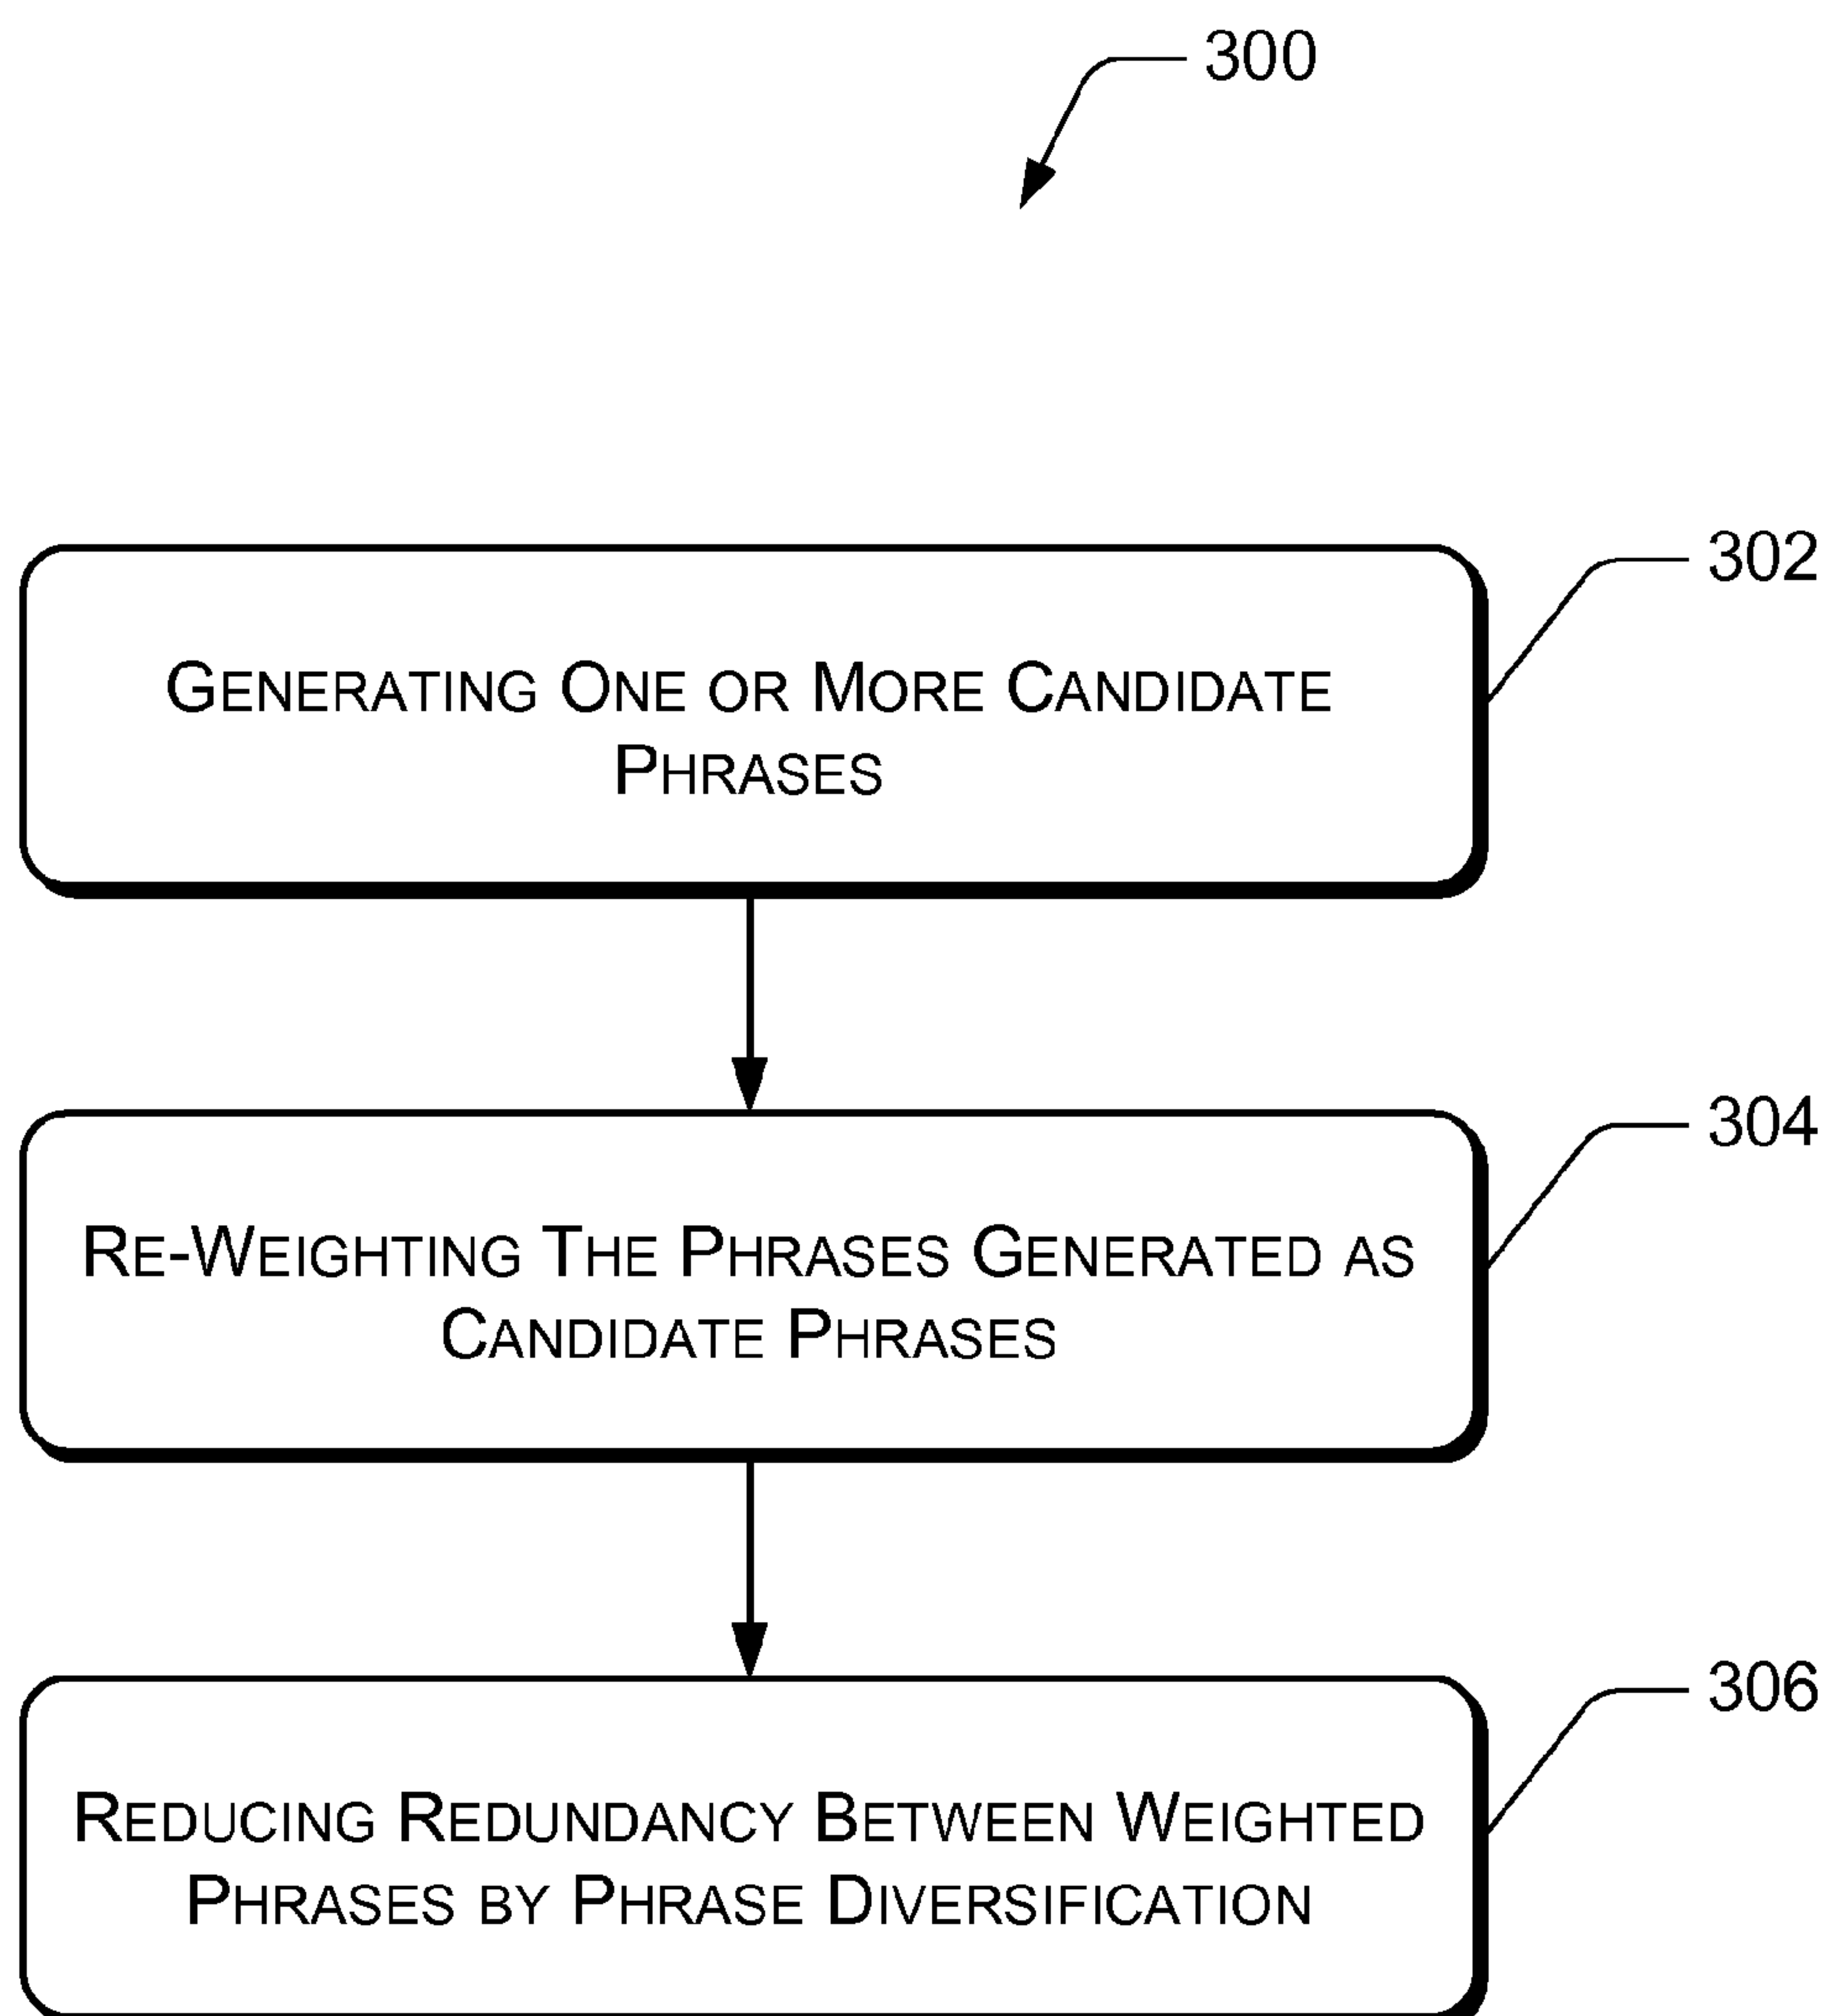 300
302
Generating One or More Candidate
Phrases
304
Re-Weighting The Phrases Generated as
Candidate Phrases
306
Reducing Redundancy Between Weighted
Phrases by Phrase Diversification